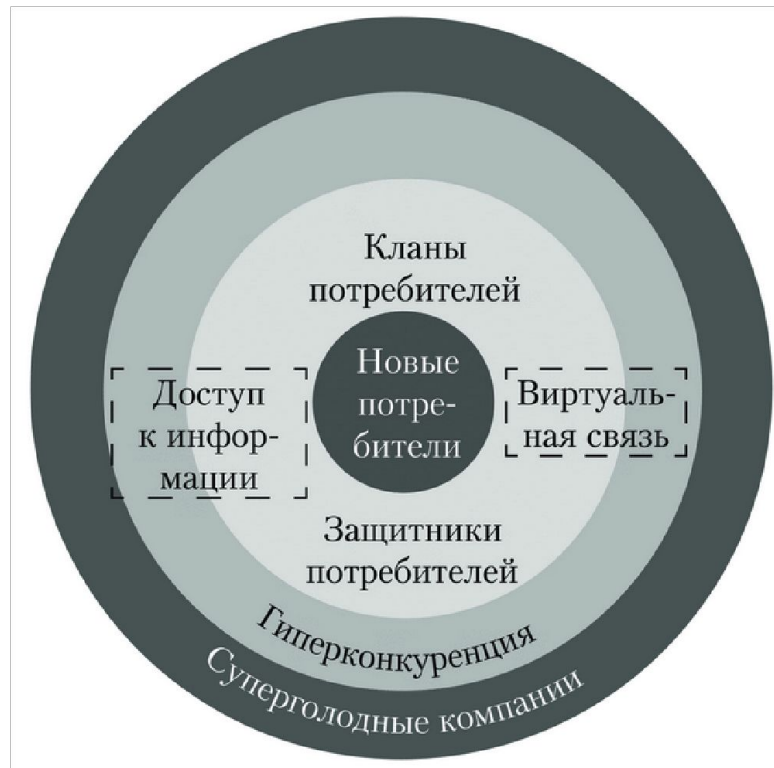 Кланы
потребителей
Новые
потре-
бители
Доступ
к инфор-
мации
Виртуаль-
ная связь
Защитники
потребителей
Гиперконкуренция
Суперголодные компании